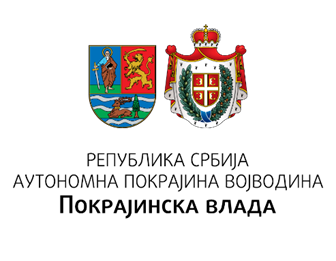 РЕПУБЛИКА СРБИЈА
АУТОНОМНА ПОКРАЈИНА ВОЈВОДИНА
ПОКРАЈИНСКА ВЛАДА